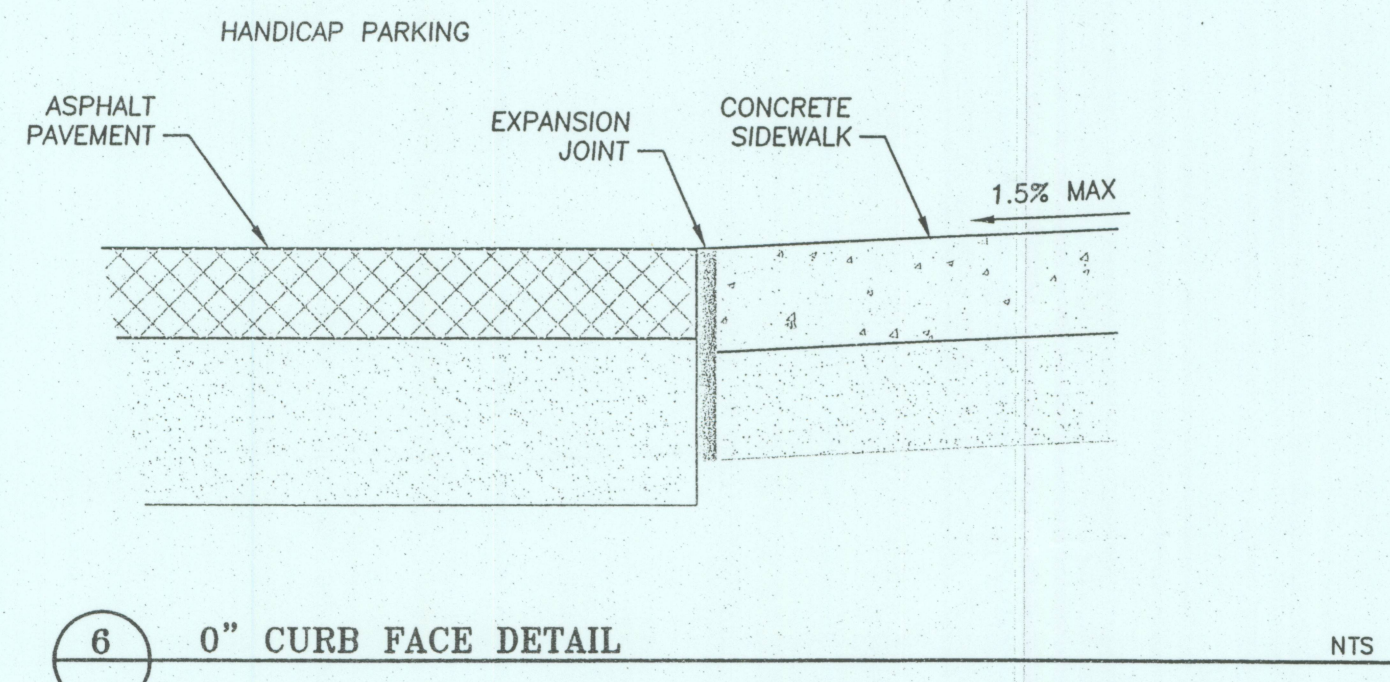 HANDICAP PARKING
ASPHALT
PAVEMENT
EXPANSION
JOINT
CONCRETE
SIDEWALK
1.5% MAX
6
0" CURB FACE DETAIL
NTS